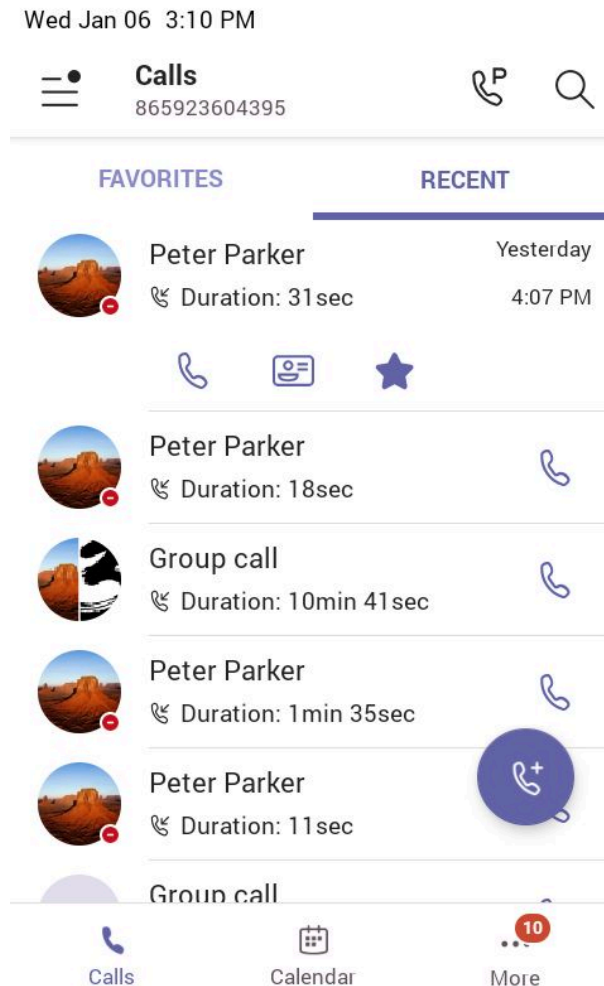 Wed Jan 06 3:10 PM
Calls
865923604395
P
FAVORITES
RECENT
Peter Parker
Yesterday
Duration: 31sec
4:07 PM
Peter Parker
Duration: 18sec
Group call
Duration: 10min 41sec
Peter Parker
Duration: 1min 35sec
Peter Parker
Duration: 11sec
Group call
10
Calls
Calendar
More